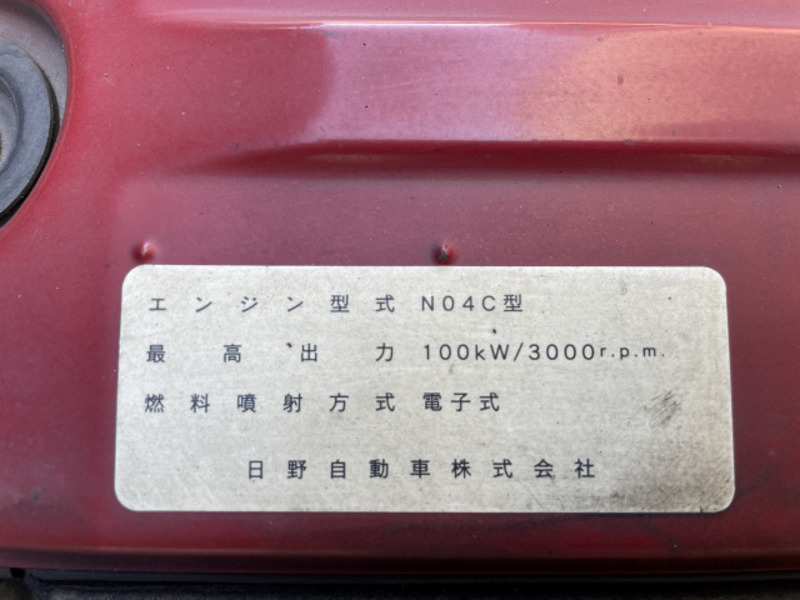 エンジン型式 N04C型
最高出力 100kW/3000r.p.m.
燃料噴射方式 電子式
日野自動車株式会社